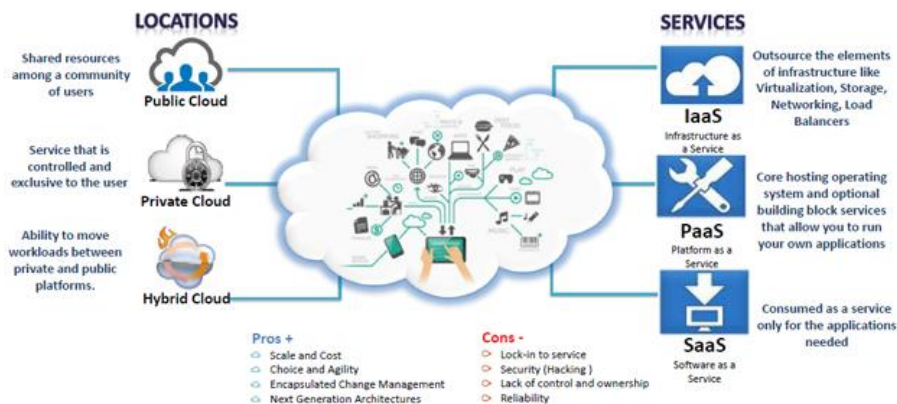 LOCATIONS
Shared resources
among a community
of users
Public Cloud
Service that is
controlled and
exclusive to the user
Private Cloud
Ability to move
workloads between
private and public
platforms.
Hybrid Cloud
SERVICES
IaaS
Infrastructure as
a Service
Outsource the elements
of infrastructure like
Virtualization, Storage,
Networking, Load
Balancers
PaaS
Platform as a
Service
Core hosting operating
system and optional
building block services
that allow you to run
your own applications
SaaS
Software as a
Service
Consumed as a service
only for the applications
needed
MUSIC
Pros +
Scale and Cost
Choice and Agility
Encapsulated Change Management
Next Generation Architectures
Cons -
Lock-in to service
Security (Hacking )
Lack of control and ownership
Reliability